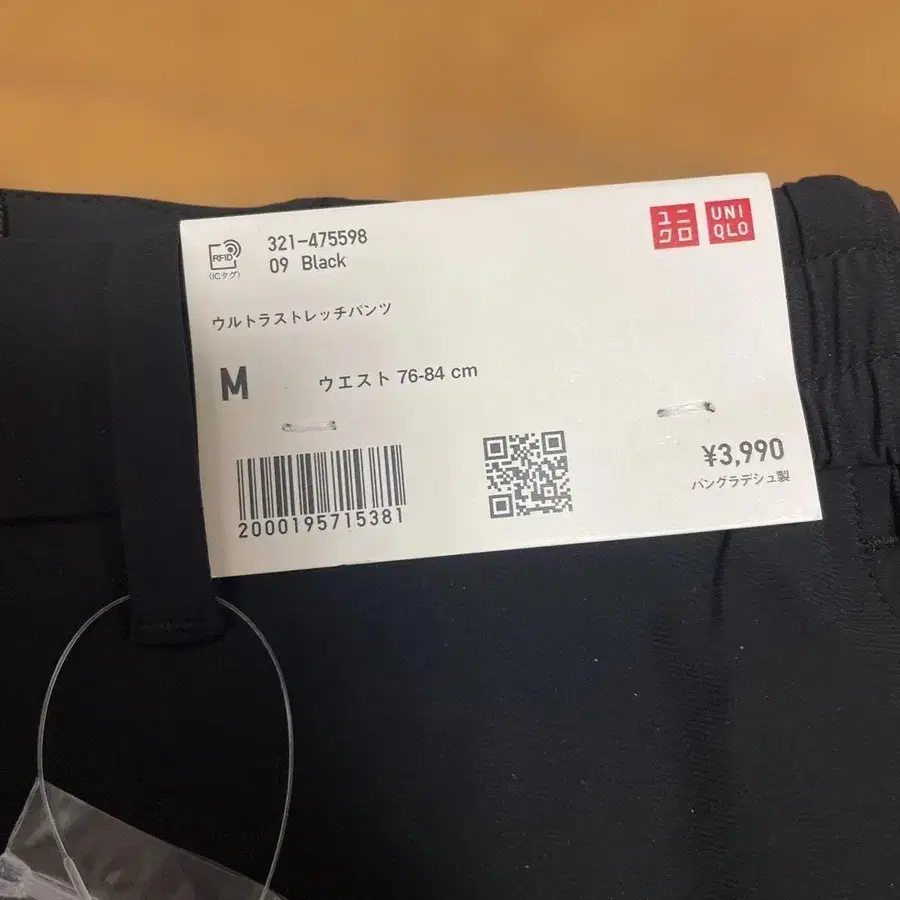 RFID
(ICタグ)
321-475598
09 Black
ユニ
クロ
UNI
QLO
ウルトラストレッチパンツ
M
ウエスト 76-84 cm
2000195715381
¥3,990
バングラデシュ製